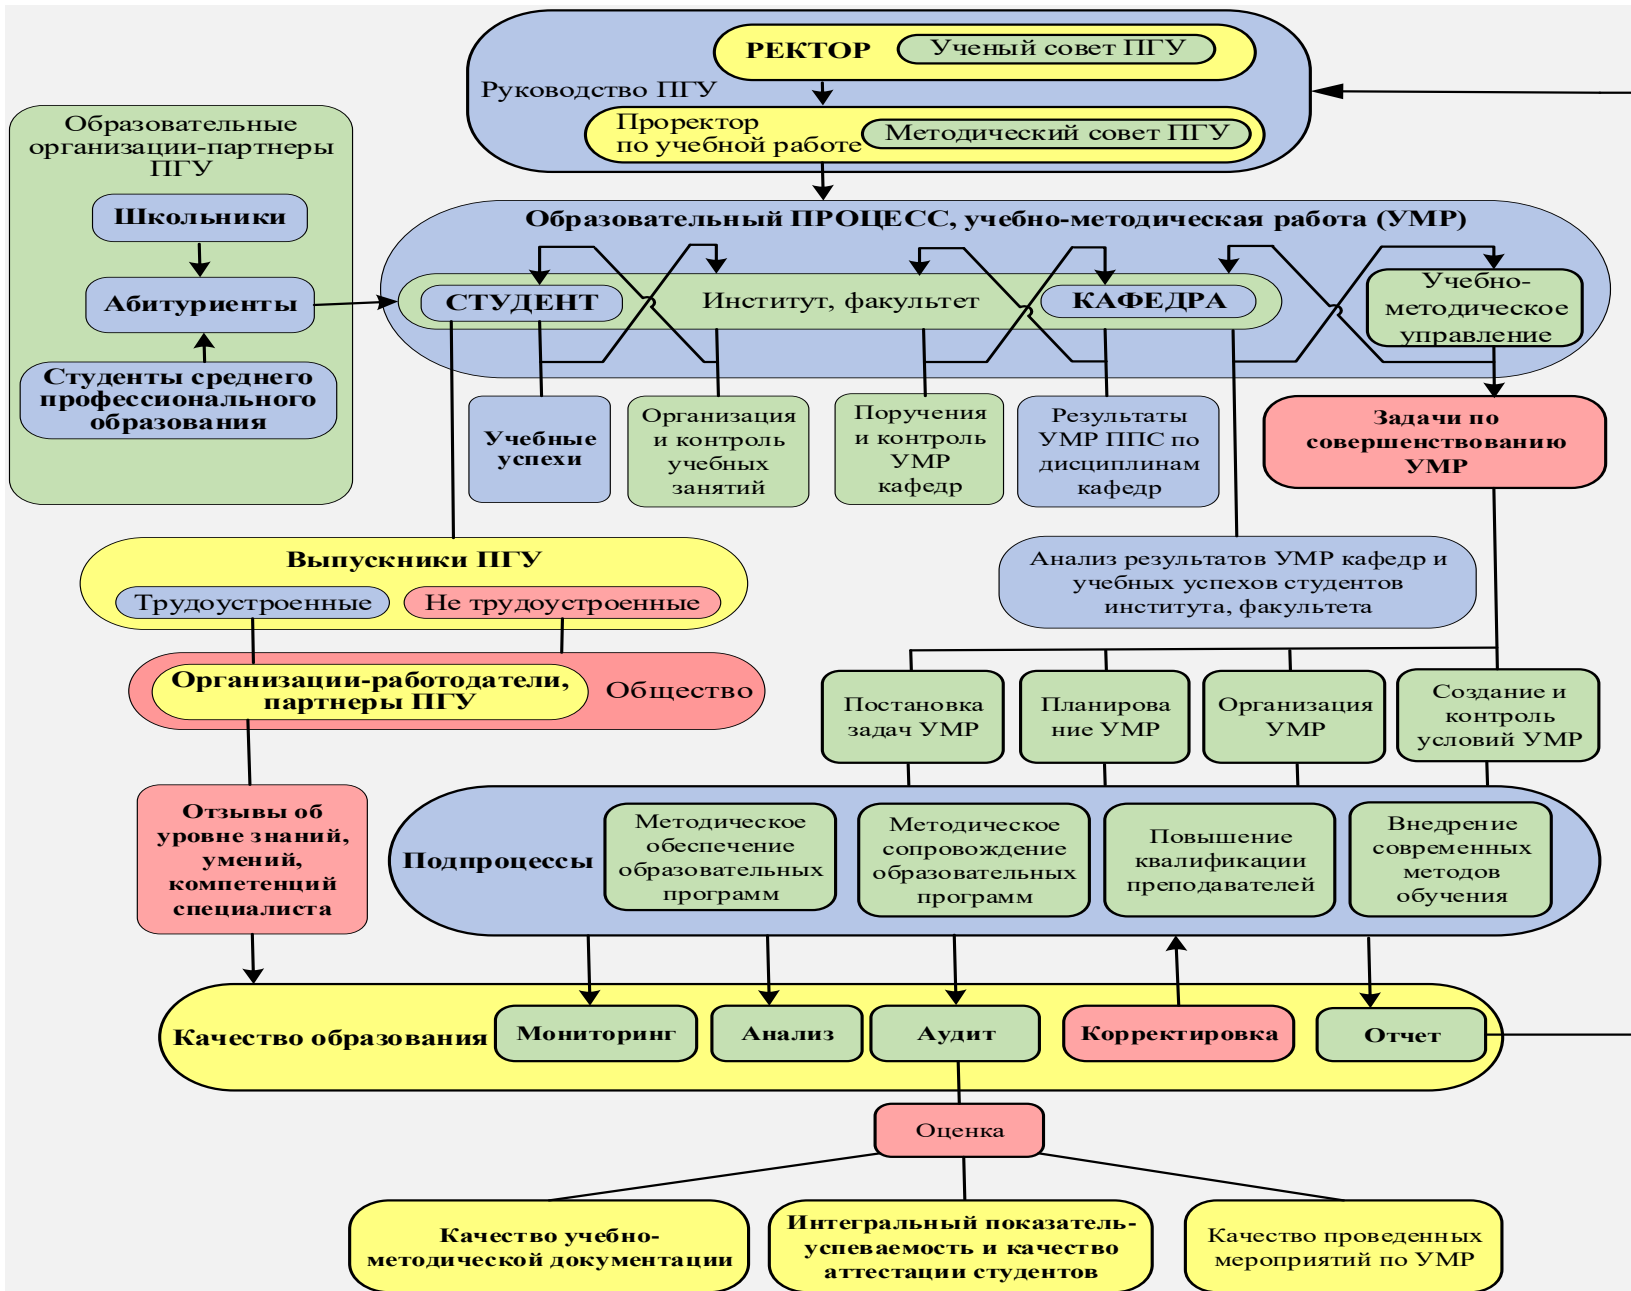 РЕКТОР
Ученый совет ПГУ
Руководство ПГУ
Проректор
по учебной работе
Методический совет ПГУ
Образовательные
организации-партнеры
ПГУ
Школьники
Абитуриенты
Студенты среднего
профессионального
образования
Образовательный ПРОЦЕСС, учебно-методическая работа (УМР)
СТУДЕНТ
Институт, факультет
КАФЕДРА
Учебно-
методическое
управление
Учебные
успехи
Организация
и контроль
учебных
занятий
Поручения
и контроль
УМР
кафедр
Результаты
УМР ППС по
дисциплинам
кафедр
Задачи по
совершенствованию
УМР
Выпускники ПГУ
Трудоустроенные
Не трудоустроенные
Анализ результатов УМР кафедр и
учебных успехов студентов
института, факультета
Организации-работодатели,
партнеры ПГУ
Общество
Постановка
задач УМР
Планирова
ние УМР
Организация
УМР
Создание и
контроль
условий УМР
Отзывы об
уровне знаний,
умений,
компетенций
специалиста
Подпроцессы
Методическое
обеспечение
образовательных
программ
Методическое
сопровождение
образовательных
программ
Повышение
квалификации
преподавателей
Внедрение
современных
методов
обучения
Качество образования
Мониторинг
Анализ
Аудит
Корректировка
Отчет
Оценка
Качество учебно-
методической документации
Интегральный показатель-
успеваемость и качество
аттестации студентов
Качество проведенных
мероприятий по УМР